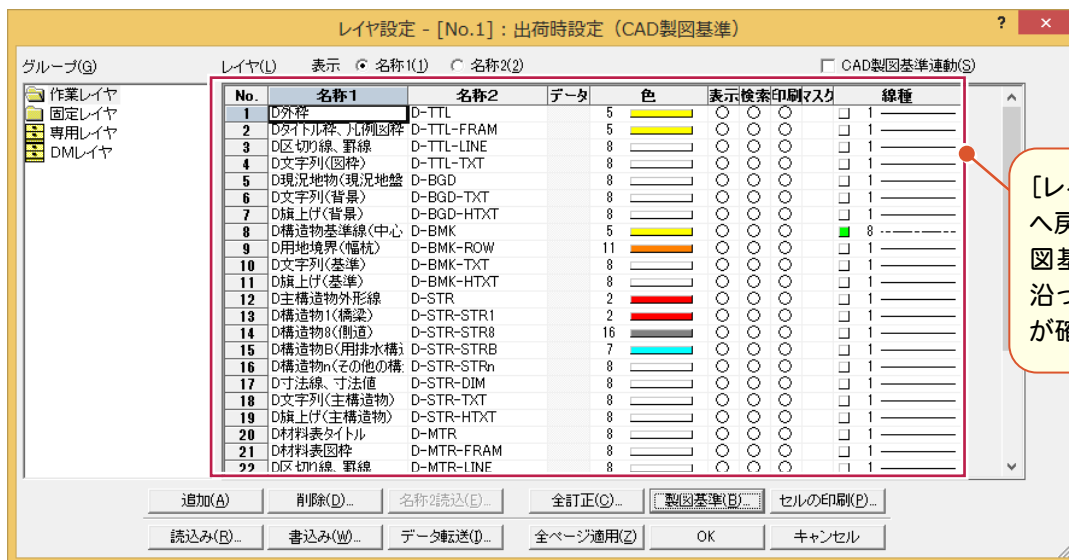 レイヤ設定 - [No.1]：出荷時設定（CAD製図基準）
? ×
グループ(G) レイヤ(L) 表示 名称1(1) 名称2(2) CAD製図基準連動(S)
作業レイヤ
固定レイヤ
専用レイヤ
DMレイヤ
No. 名称1 名称2 データ 色 表示 検索 印刷 マスク 線種
1 D外枠 D-TTL 5 1
2 Dタイトル枠、凡例図枠 D-TTL-FRAM 5 1
3 D区切り線、罫線 D-TTL-LINE 8 1
4 D文字列(図枠) D-TTL-TXT 8 1
5 D現況地物(現況地盤 D-BGD 8 1
6 D文字列(背景) D-BGD-TXT 8 1
7 D旗上げ(背景) D-BGD-HTXT 8 1
8 D構造物基準線(中心 D-BMK 5 8
9 D用地境界(幅杭) D-BMK-ROW 11 1
10 D文字列(基準) D-BMK-TXT 8 1
11 D旗上げ(基準) D-BMK-HTXT 8 1
12 D主構造物外形線 D-STR 2 1
13 D構造物1(橋梁) D-STR-STR1 2 1
14 D構造物8(側道) D-STR-STR8 16 1
15 D構造物B(用排水構 D-STR-STRB 7 1
16 D構造物n(その他の構 D-STR-STRn 8 1
17 D寸法線、寸法値 D-STR-DIM 8 1
18 D文字列(主構造物) D-STR-TXT 8 1
19 D旗上げ(主構造物) D-STR-HTXT 8 1
20 D材料表タイトル D-MTR 8 1
21 D材料表図枠 D-MTR-FRAM 8 1
22 D区切り線、罫線 D-MTR-LINE 8 1
[レ
へ戻
図基
沿っ
が確
追加(A) 削除(D)... 名称2読込(E)... 全訂正(C)... 製図基準(B)... セルの印刷(P)...
読込み(R)... 書込み(W)... データ転送(I)... 全ページ適用(Z) OK キャンセル